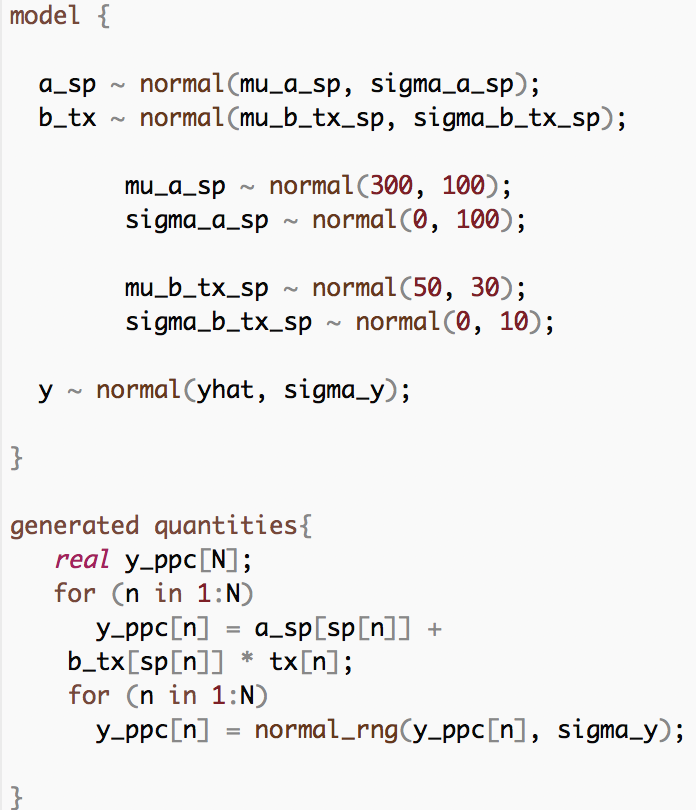 model {
a_sp ~ normal(mu_a_sp, sigma_a_sp);
b_tx ~ normal(mu_b_tx_sp, sigma_b_tx_sp);
mu_a_sp ~ normal(300, 100);
sigma_a_sp ~ normal(0, 100);
mu_b_tx_sp ~ normal(50, 30);
sigma_b_tx_sp ~ normal(0, 10);
y ~ normal(yhat, sigma_y);
}
generated quantities{
real y_ppc[N];
for (n in 1:N)
y_ppc[n] = a_sp[sp[n]] +
b_tx[sp[n]] * tx[n];
for (n in 1:N)
y_ppc[n] = normal_rng(y_ppc[n], sigma_y);
}